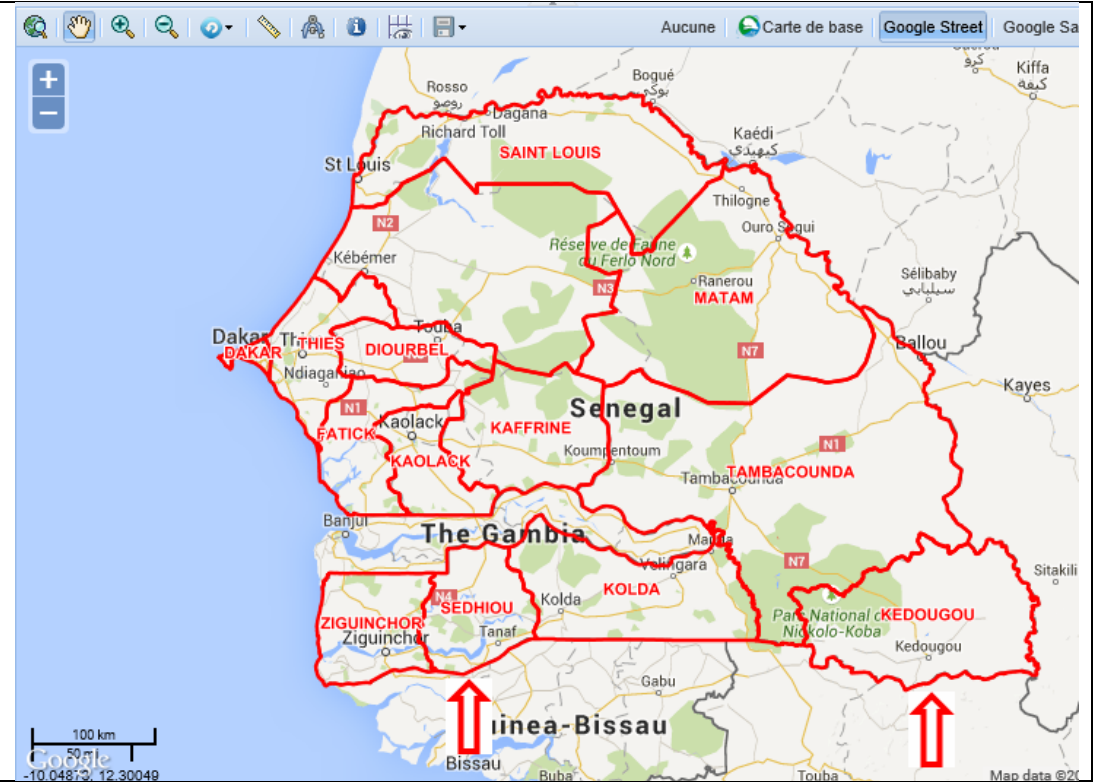 Aucune
Carte de base
Google Street
Google Sa
Kiffa
كيفة
Bogué
بوكي
Rosso
روصو
Dagana
Richard Toll
Kaédi
كيهيدي
SAINT LOUIS
St Louis
Thilogne
N2
Ouro Sogui
Réserve de Faune
du Ferlo Nord
Kébémer
Sélibaby
سيليبابي
Ranerou
MATAM
N3
Touba
Dakar
DAKAR
THIES
DIOURBEL
N7
Ballou
Kayes
N1
Senegal
Kaolack
FATICK
KAFFRINE
N1
Koumpentoum
KAOLACK
TAMBACOUNDA
Tambacounda
Banjul
The Gambia
N7
Velingara
Sitakili
KOLDA
N4
SEDHIOU
Kolda
Parc National
Niokolo-Koba
KEDOUGOU
ZIGUINCHOR
Ziguinchor
Tanaf
Kedougou
Gabu
100 km
inea-Bissau
50 mi
Google
Bissau
-10.04873, 12.30049
Buba
Touba
Map data ©20